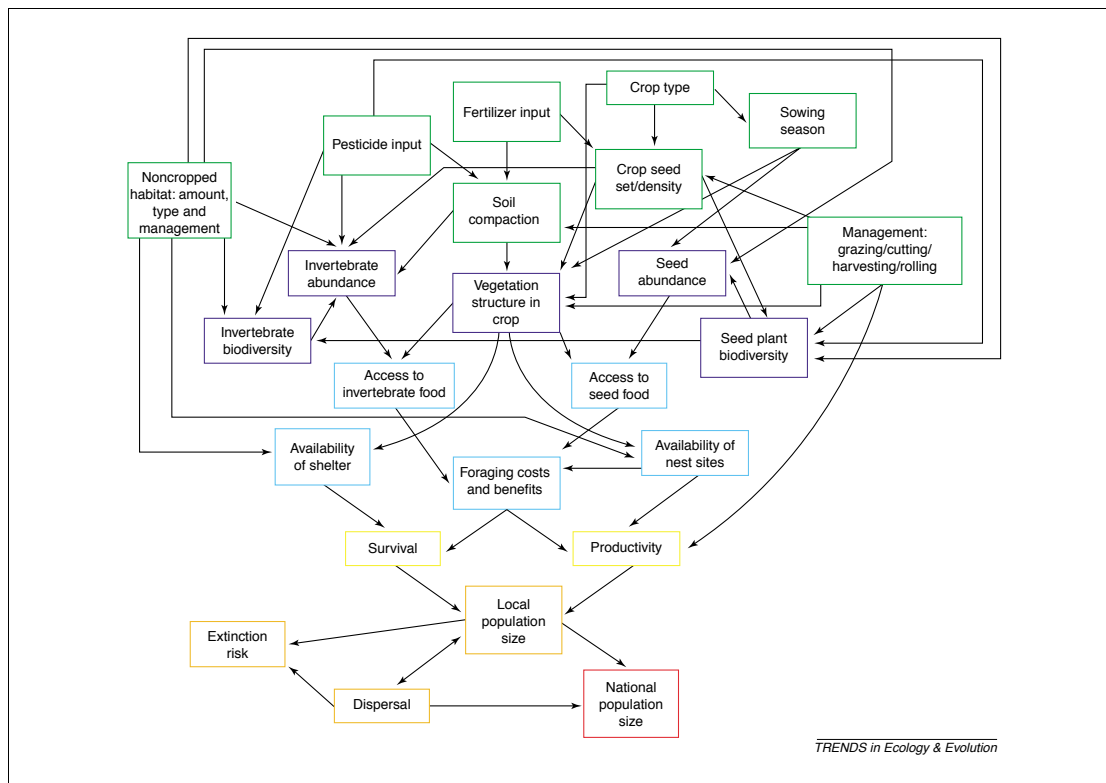 Crop type
Fertilizer input
Sowing
season
Pesticide input
Noncropped
habitat: amount,
type and
management
Crop seed
set/density
Soil
compaction
Management:
grazing/cutting/
harvesting/rolling
Invertebrate
abundance
Vegetation
structure in
crop
Seed
abundance
Invertebrate
biodiversity
Seed plant
biodiversity
Access to
invertebrate food
Access to
seed food
Availability
of shelter
Foraging costs
and benefits
Availability of
nest sites
Survival
Productivity
Local
population
size
Extinction
risk
Dispersal
National
population
size
TRENDS in Ecology & Evolution